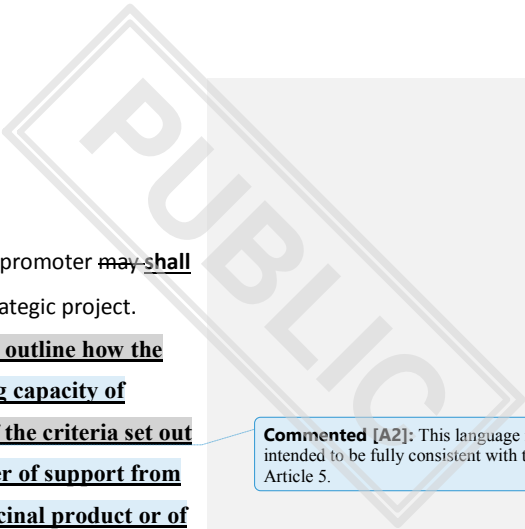 promoter may shall
ategic project.
outline how the
g capacity of
the criteria set out
er of support from
cinal product or of
Commented [A2]: This language
intended to be fully consistent with t
Article 5.
PUBLIC